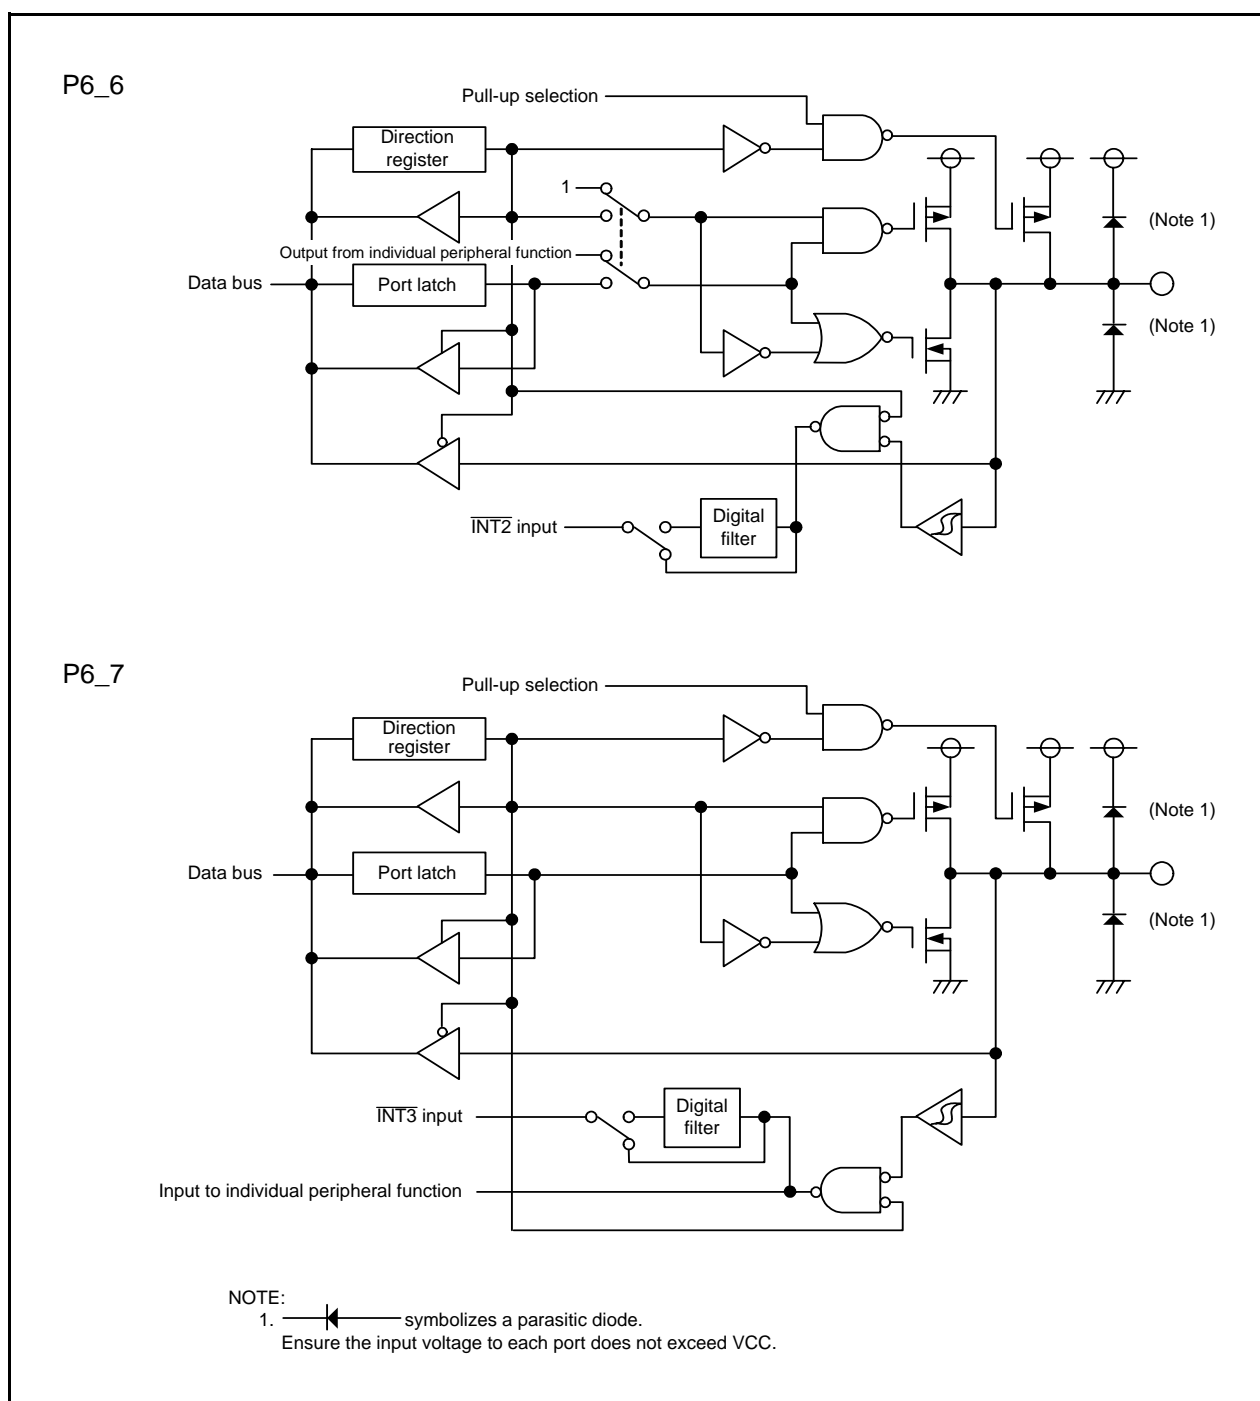 P6_6
Pull-up selection
Direction
register
1
Output from individual peripheral function
(Note 1)
Data bus
Port latch
(Note 1)
INT2 input
Digital
filter
P6_7
Pull-up selection
Direction
register
(Note 1)
Data bus
Port latch
(Note 1)
INT3 input
Digital
filter
Input to individual peripheral function
NOTE:
1. symbolizes a parasitic diode.
Ensure the input voltage to each port does not exceed VCC.